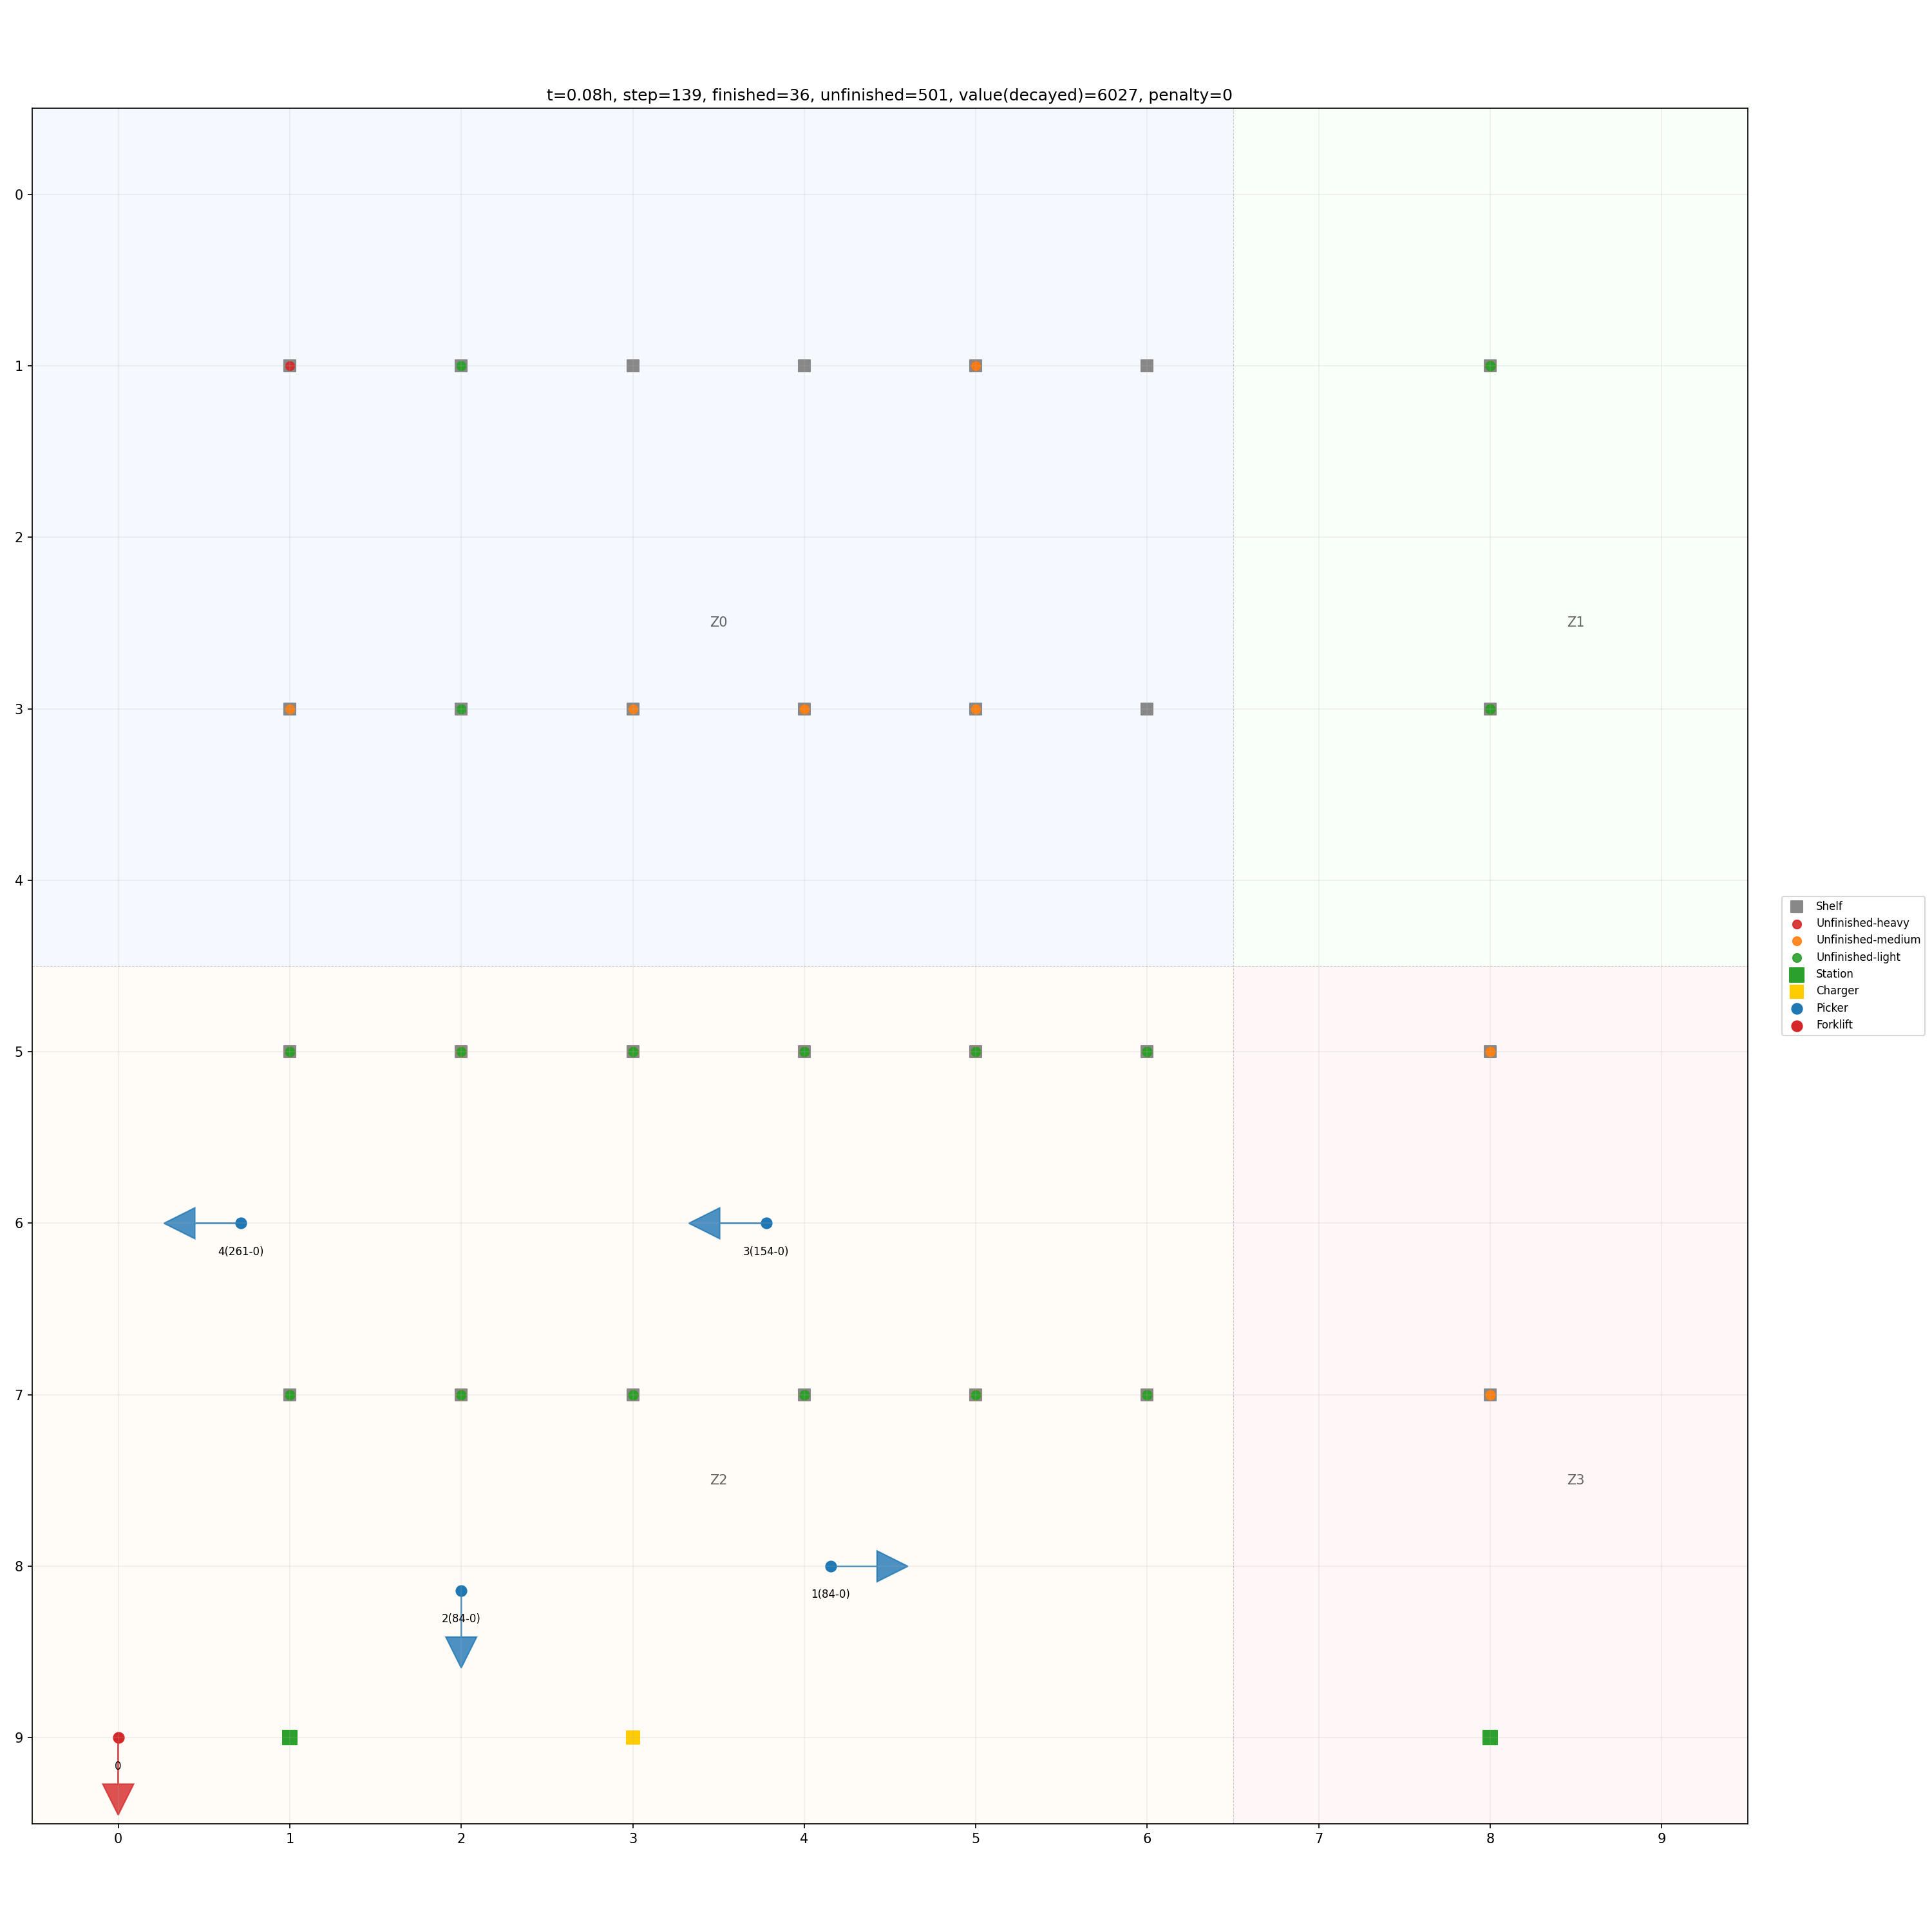 t=0.08h, step=139, finished=36, unfinished=501, value(decayed)=6027, penalty=0
0
1
2
Z0
Z1
3
4
Shelf
Unfinished-heavy
Unfinished-medium
Unfinished-light
Station
Charger
Picker
Forklift
5
6
4(261-0)
3(154-0)
7
Z2
Z3
8
1(84-0)
2(84-0)
9
0
0 1 2 3 4 5 6 7 8 9